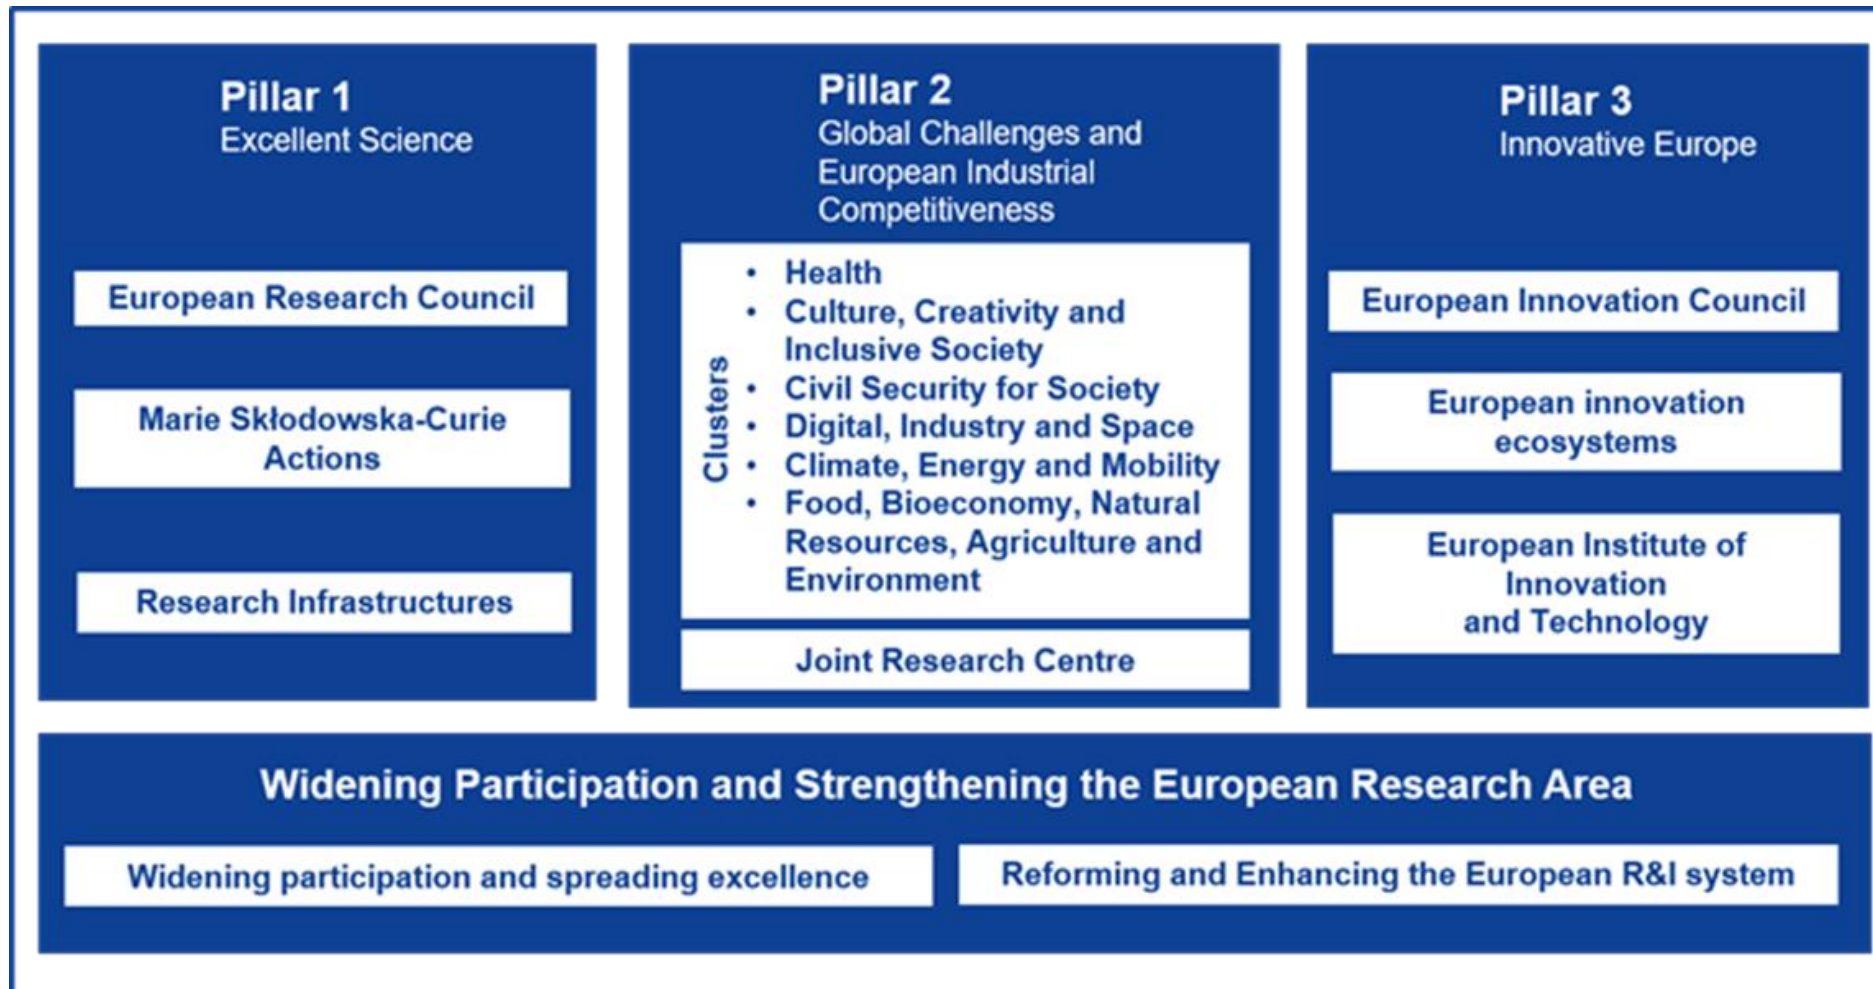 Pillar 1
Excellent Science
European Research Council
Marie Skłodowska-Curie
Actions
Research Infrastructures
Pillar 2
Global Challenges and
European Industrial
Competitiveness
Clusters
• Health
• Culture, Creativity and
Inclusive Society
• Civil Security for Society
• Digital, Industry and Space
• Climate, Energy and Mobility
• Food, Bioeconomy, Natural
Resources, Agriculture and
Environment
Joint Research Centre
Pillar 3
Innovative Europe
European Innovation Council
European innovation
ecosystems
European Institute of
Innovation
and Technology
Widening Participation and Strengthening the European Research Area
Widening participation and spreading excellence
Reforming and Enhancing the European R&I system